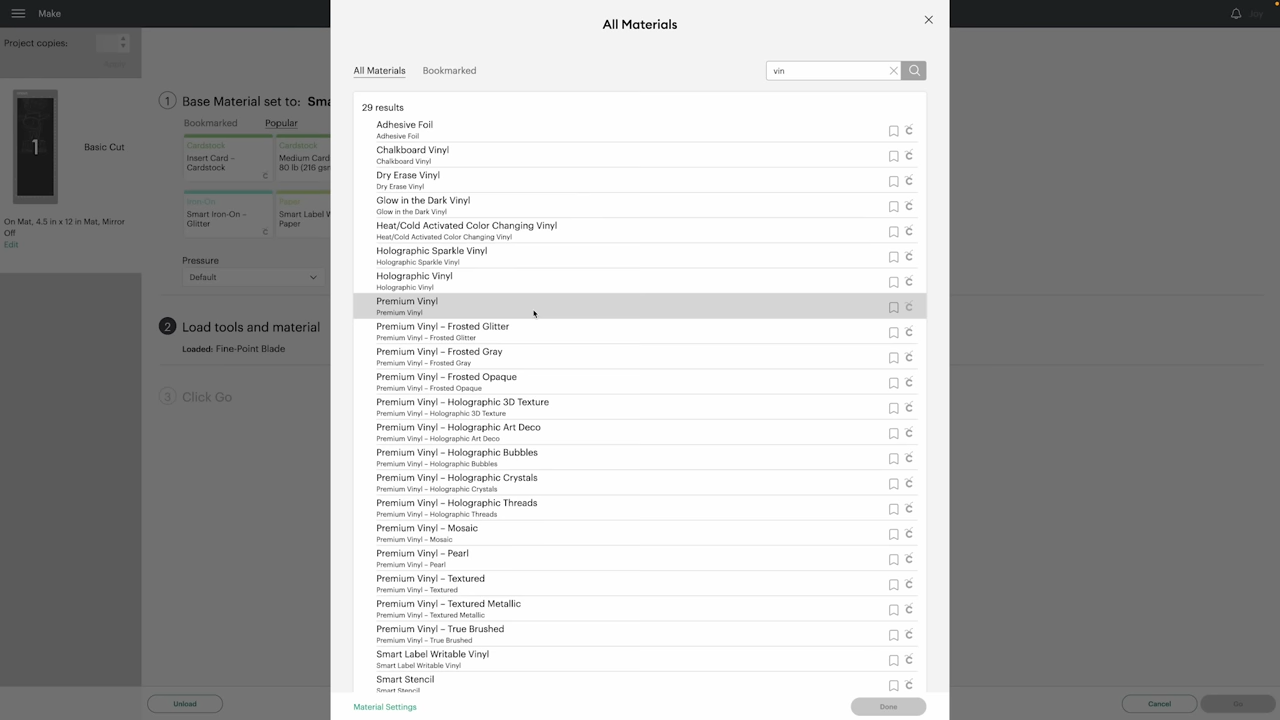 Make
Joy
Project copies:
Apply
1
Basic Cut
On Mat, 4.5 in x 12 in Mat, Mirror
Off
Edit
1 Base Material set to: Sma
Bookmarked Popular
Cardstock
Insert Card –
Cardstock
Cardstock
Medium Card
80 lb (216 gsm
Iron-On
Smart Iron-On –
Glitter
Paper
Smart Label W
Paper
Pressure
Default
2 Load tools and material
Loaded: Fine-Point Blade
3 Click Go
Unload
Cancel
Go
All Materials
All Materials Bookmarked
vin
29 results
Adhesive Foil
Adhesive Foil
Chalkboard Vinyl
Chalkboard Vinyl
Dry Erase Vinyl
Dry Erase Vinyl
Glow in the Dark Vinyl
Glow in the Dark Vinyl
Heat/Cold Activated Color Changing Vinyl
Heat/Cold Activated Color Changing Vinyl
Holographic Sparkle Vinyl
Holographic Sparkle Vinyl
Holographic Vinyl
Holographic Vinyl
Premium Vinyl
Premium Vinyl
Premium Vinyl – Frosted Glitter
Premium Vinyl – Frosted Glitter
Premium Vinyl – Frosted Gray
Premium Vinyl – Frosted Gray
Premium Vinyl – Frosted Opaque
Premium Vinyl – Frosted Opaque
Premium Vinyl – Holographic 3D Texture
Premium Vinyl – Holographic 3D Texture
Premium Vinyl – Holographic Art Deco
Premium Vinyl – Holographic Art Deco
Premium Vinyl – Holographic Bubbles
Premium Vinyl – Holographic Bubbles
Premium Vinyl – Holographic Crystals
Premium Vinyl – Holographic Crystals
Premium Vinyl – Holographic Threads
Premium Vinyl – Holographic Threads
Premium Vinyl – Mosaic
Premium Vinyl – Mosaic
Premium Vinyl – Pearl
Premium Vinyl – Pearl
Premium Vinyl – Textured
Premium Vinyl – Textured
Premium Vinyl – Textured Metallic
Premium Vinyl – Textured Metallic
Premium Vinyl – True Brushed
Premium Vinyl – True Brushed
Smart Label Writable Vinyl
Smart Label Writable Vinyl
Smart Stencil
Smart Stencil
Material Settings
Done